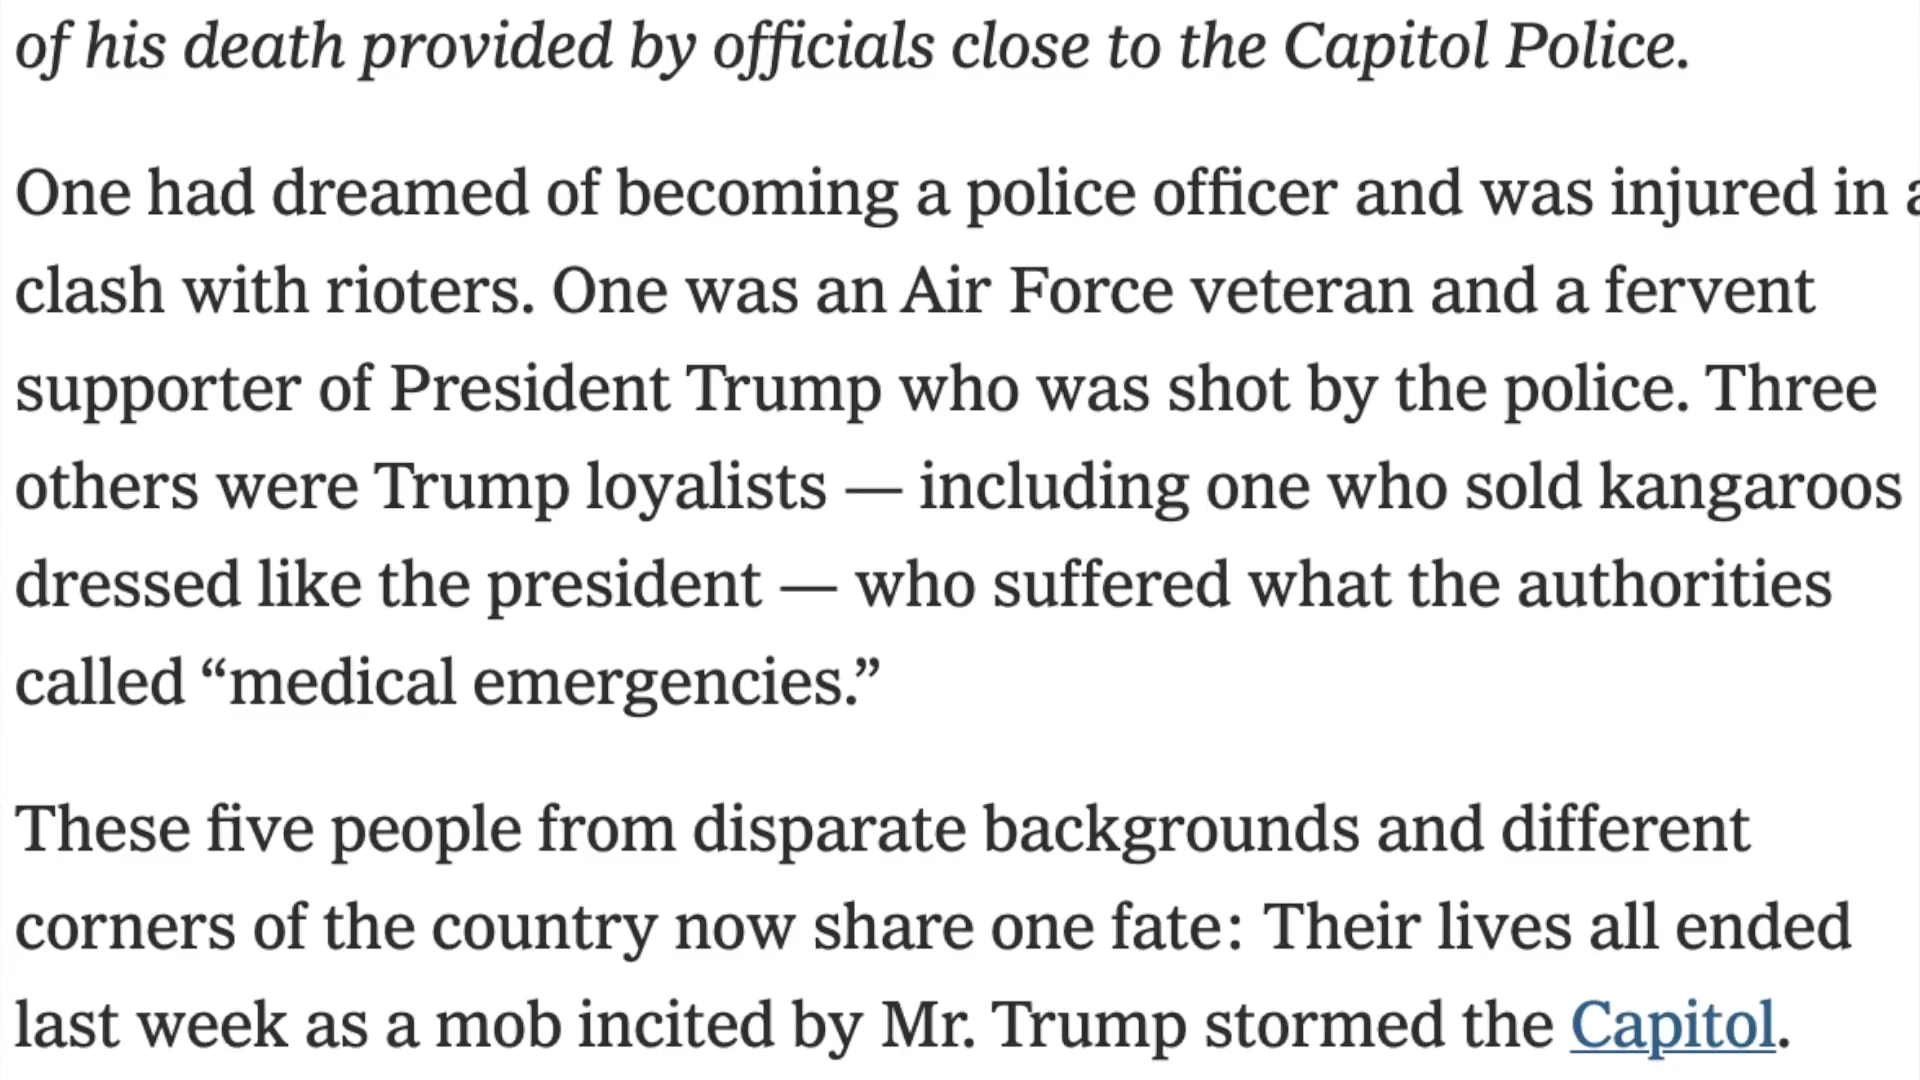 of his death provided by officials close to the Capitol Police.
One had dreamed of becoming a police officer and was injured in a
clash with rioters. One was an Air Force veteran and a fervent
supporter of President Trump who was shot by the police. Three
others were Trump loyalists — including one who sold kangaroos
dressed like the president — who suffered what the authorities
called “medical emergencies.”
These five people from disparate backgrounds and different
corners of the country now share one fate: Their lives all ended
last week as a mob incited by Mr. Trump stormed the Capitol.